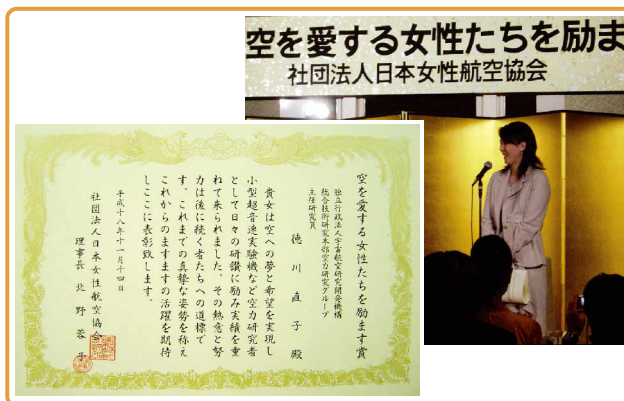 空を愛する女性たちを励ま
社団法人日本女性航空協会
空を愛する女性たちを励ます賞
独立行政法人宇宙航空研究開発機構
総合技術研究本部空力研究グループ
主任研究員
徳川直子 殿
貴女は空への夢と希望を実現し
小型超音速実験機など空力研究者
として日々の研鑽に励み実績を重
ねて来られました。その熱意と努
力は後に続く者たちへの道標で
す。これまでの真摯な姿勢を称え
これからのますますの活躍を期待
しここに表彰致します。
平成十八年十一月十四日
社団法人日本女性航空協会
理事長 北野蓉子